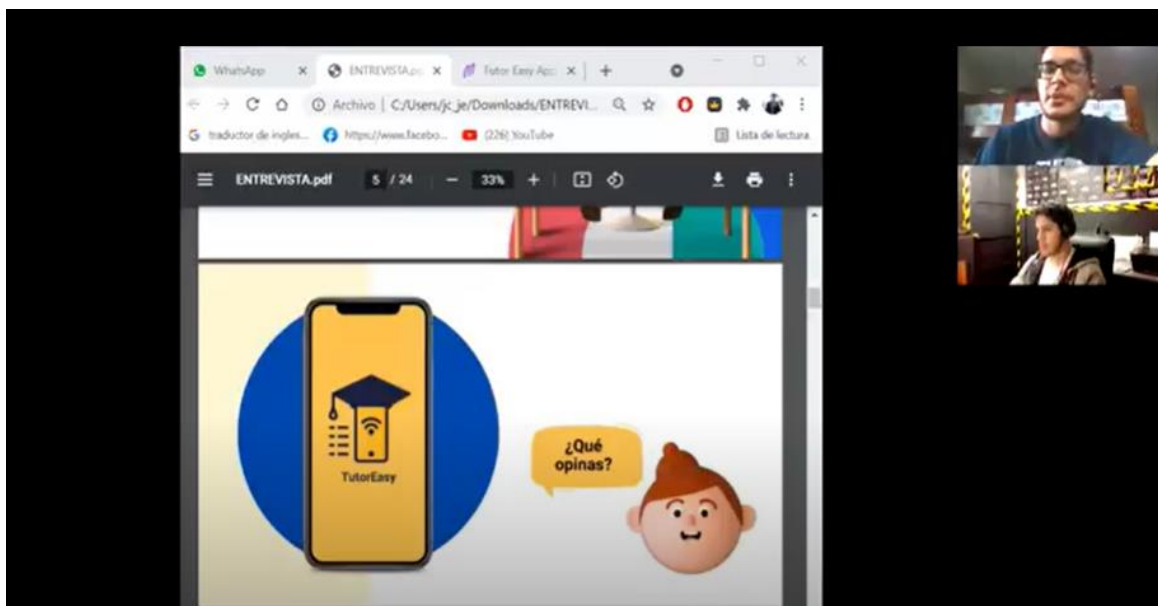 WhatsApp
ENTREVISTA.p
Tutor Easy App
Archivo | C:/Users/jc_je/Downloads/ENTREVI...
traductor de ingles...
https://www.facebo...
(226) YouTube
Lista de lectura
ENTREVISTA.pdf
5 / 24
33%
¿Qué
opinas?
TutorEasy